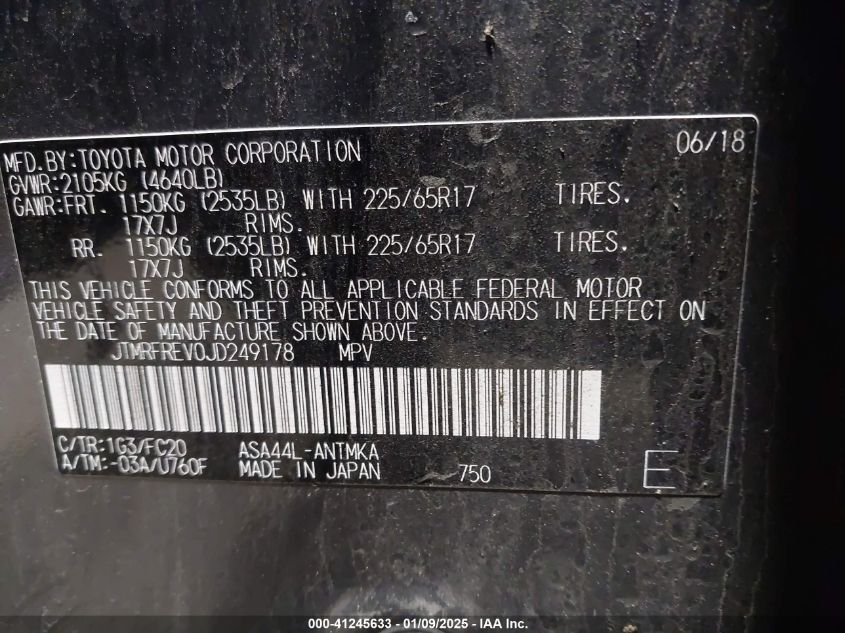 MFD.BY:TOYOTA MOTOR CORPORATION 06/18
GVWR:2105KG (4640LB)
GAWR:FRT. 1150KG (2535LB) WITH 225/65R17 TIRES.
17X7J RIMS.
RR. 1150KG (2535LB) WITH 225/65R17 TIRES.
17X7J RIMS.
THIS VEHICLE CONFORMS TO ALL APPLICABLE FEDERAL MOTOR
VEHICLE SAFETY AND THEFT PREVENTION STANDARDS IN EFFECT ON
THE DATE OF MANUFACTURE SHOWN ABOVE.
JTMRFREV0JD249178 MPV
C/TR:1G3/FC20 ASA44L-ANTMKA
A/TM:-03A/U760F MADE IN JAPAN 750 E
000-41245633 - 01/09/2025 - IAA Inc.